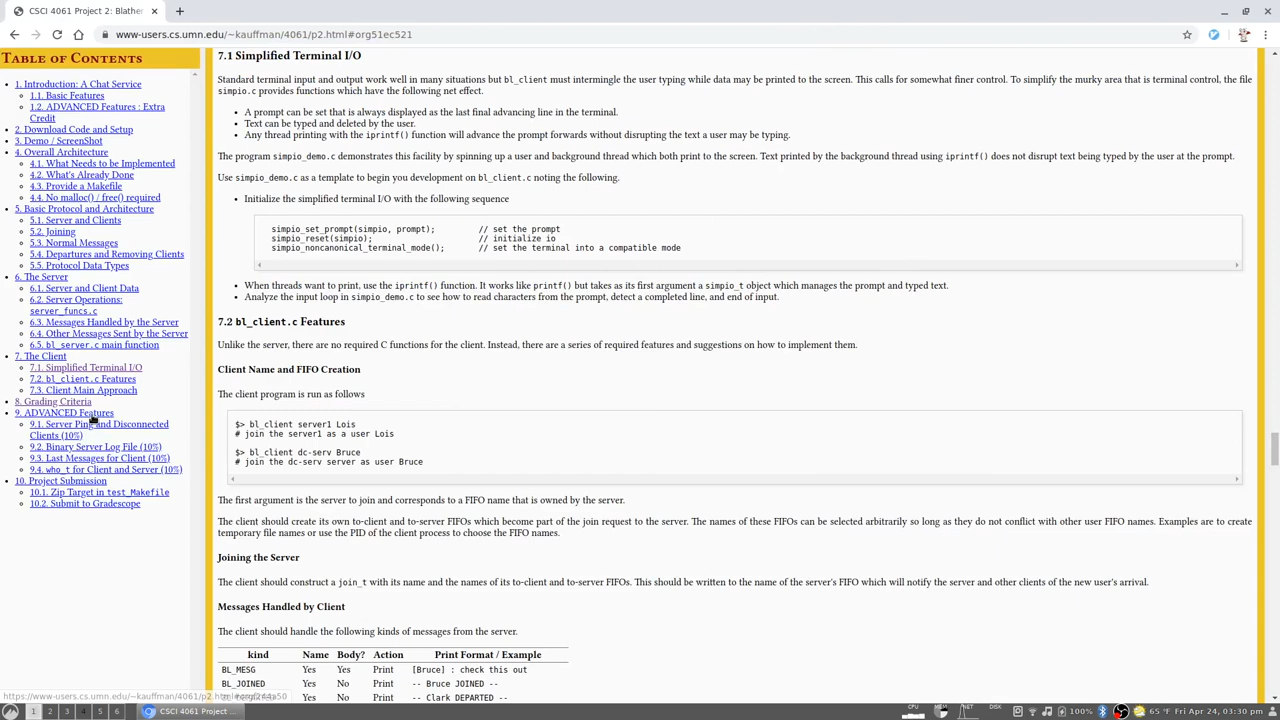 CSCI 4061 Project 2: Blathe
www-users.cs.umn.edu/~kauffman/4061/p2.html#org51ec521
TABLE OF CONTENTS
1. Introduction: A Chat Service
1.1. Basic Features
1.2. ADVANCED Features : Extra
Credit
2. Download Code and Setup
3. Demo / ScreenShot
4. Overall Architecture
4.1. What Needs to be Implemented
4.2. What's Already Done
4.3. Provide a Makefile
4.4. No malloc() / free() required
5. Basic Protocol and Architecture
5.1. Server and Clients
5.2. Joining
5.3. Normal Messages
5.4. Departures and Removing Clients
5.5. Protocol Data Types
6. The Server
6.1. Server and Client Data
6.2. Server Operations:
server_funcs.c
6.3. Messages Handled by the Server
6.4. Other Messages Sent by the Server
6.5. bl_server.c main function
7. The Client
7.1. Simplified Terminal I/O
7.2. bl_client.c Features
7.3. Client Main Approach
8. Grading Criteria
9. ADVANCED Features
9.1. Server Ping and Disconnected
Clients (10%)
9.2. Binary Server Log File (10%)
9.3. Last Messages for Client (10%)
9.4. who_t for Client and Server (10%)
10. Project Submission
10.1. Zip Target in test_Makefile
10.2. Submit to Gradescope
7.1 Simplified Terminal I/O
Standard terminal input and output work well in many situations but bl_client must intermingle the user typing while data may be printed to the screen. This calls for somewhat finer control. To simplify the murky area that is terminal control, the file
simpio.c provides functions which have the following net effect.
• A prompt can be set that is always displayed as the last final advancing line in the terminal.
• Text can be typed and deleted by the user.
• Any thread printing with the iprintf() function will advance the prompt forwards without disrupting the text a user may be typing.
The program simpio_demo.c demonstrates this facility by spinning up a user and background thread which both print to the screen. Text printed by the background thread using iprintf() does not disrupt text being typed by the user at the prompt.
Use simpio_demo.c as a template to begin you development on bl_client.c noting the following.
• Initialize the simplified terminal I/O with the following sequence
simpio_set_prompt(simpio, prompt); // set the prompt
simpio_reset(simpio); // initialize io
simpio_noncanonical_terminal_mode(); // set the terminal into a compatible mode
• When threads want to print, use the iprintf() function. It works like printf() but takes as its first argument a simpio_t object which manages the prompt and typed text.
• Analyze the input loop in simpio_demo.c to see how to read characters from the prompt, detect a completed line, and end of input.
7.2 bl_client.c Features
Unlike the server, there are no required C functions for the client. Instead, there are a series of required features and suggestions on how to implement them.
Client Name and FIFO Creation
The client program is run as follows
$> bl_client server1 Lois
# join the server1 as a user Lois
$> bl_client dc-serv Bruce
# join the dc-serv server as user Bruce
The first argument is the server to join and corresponds to a FIFO name that is owned by the server.
The client should create its own to-client and to-server FIFOs which become part of the join request to the server. The names of these FIFOs can be selected arbitrarily so long as they do not conflict with other user FIFO names. Examples are to create
temporary file names or use the PID of the client process to choose the FIFO names.
Joining the Server
The client should construct a join_t with its name and the names of its to-client and to-server FIFOs. This should be written to the name of the server's FIFO which will notify the server and other clients of the new user's arrival.
Messages Handled by Client
The client should handle the following kinds of messages from the server.
kind Name Body? Action Print Format / Example
BL_MESG Yes Yes Print [Bruce] : check this out
BL_JOINED Yes No Print -- Bruce JOINED --
Yes No Print -- Clark DEPARTED --
1 2 3 4 5 6 CSCI 4061 Project ... CPU MEM NET DISK 100% 65 °F Fri Apr 24, 03:30 pm